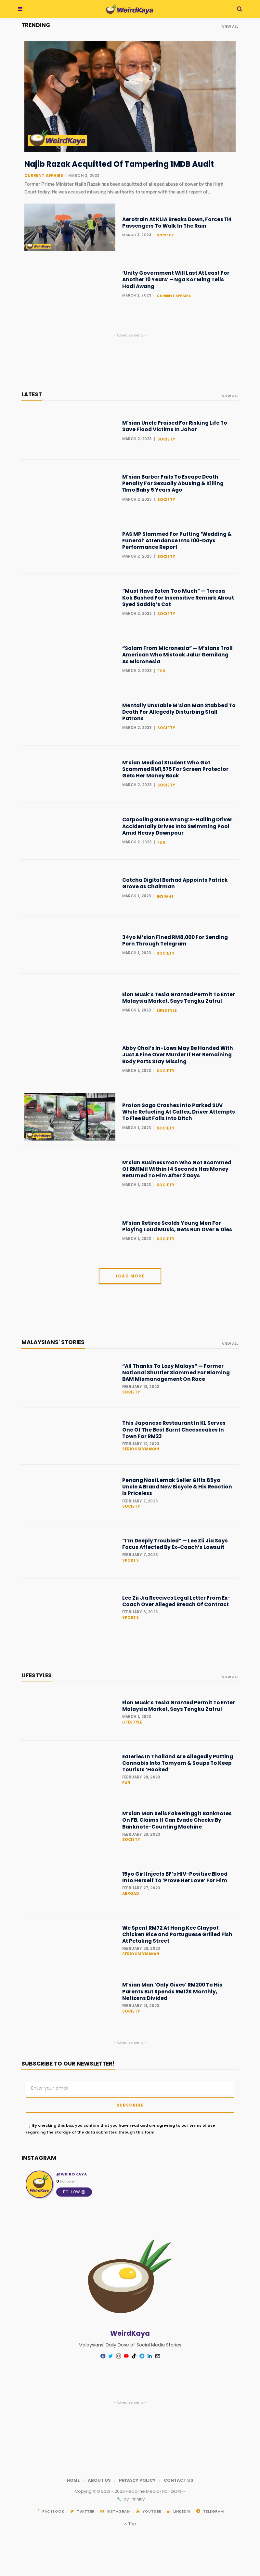 WeirdKaya
TRENDING
VIEW ALL
WeirdKaya
Najib Razak Acquitted Of Tampering 1MDB Audit
CURRENT AFFAIRS | MARCH 3, 2023
Former Prime Minister Najib Razak has been acquitted of alleged abuse of power by the High
Court today. He was accused misusing his authority to tamper with the audit report of...
WeirdKaya
Aerotrain At KLIA Breaks Down, Forces 114
Passengers To Walk In The Rain
MARCH 3, 2023 | SOCIETY
'Unity Government Will Last At Least For
Another 10 Years' – Nga Kor Ming Tells
Hadi Awang
MARCH 2, 2023 | CURRENT AFFAIRS
- Advertisements -
LATEST
VIEW ALL
M'sian Uncle Praised For Risking Life To
Save Flood Victims In Johor
MARCH 2, 2023 | SOCIETY
M'sian Barber Fails To Escape Death
Penalty For Sexually Abusing & Killing
11mo Baby 5 Years Ago
MARCH 2, 2023 | SOCIETY
PAS MP Slammed For Putting 'Wedding &
Funeral' Attendance Into 100-Days
Performance Report
MARCH 2, 2023 | SOCIETY
"Must Have Eaten Too Much" — Teresa
Kok Bashed For Insensitive Remark About
Syed Saddiq's Cat
MARCH 2, 2023 | SOCIETY
"Salam From Micronesia" — M'sians Troll
American Who Mistook Jalur Gemilang
As Micronesia
MARCH 2, 2023 | FUN
Mentally Unstable M'sian Man Stabbed To
Death For Allegedly Disturbing Stall
Patrons
MARCH 2, 2023 | SOCIETY
M'sian Medical Student Who Got
Scammed RM1,575 For Screen Protector
Gets Her Money Back
MARCH 2, 2023 | SOCIETY
Carpooling Gone Wrong: E-Hailing Driver
Accidentally Drives Into Swimming Pool
Amid Heavy Downpour
MARCH 2, 2023 | FUN
Catcha Digital Berhad Appoints Patrick
Grove as Chairman
MARCH 1, 2023 | INSIGHT
34yo M'sian Fined RM8,000 For Sending
Porn Through Telegram
MARCH 1, 2023 | SOCIETY
Elon Musk's Tesla Granted Permit To Enter
Malaysia Market, Says Tengku Zafrul
MARCH 1, 2023 | LIFESTYLE
Abby Choi's In-Laws May Be Handed With
Just A Fine Over Murder If Her Remaining
Body Parts Stay Missing
MARCH 1, 2023 | SOCIETY
WeirdKaya
Proton Saga Crashes Into Parked SUV
While Refueling At Caltex, Driver Attempts
To Flee But Falls Into Ditch
MARCH 1, 2023 | SOCIETY
M'sian Businessman Who Got Scammed
Of RM1Mil Within 14 Seconds Has Money
Returned To Him After 2 Days
MARCH 1, 2023 | SOCIETY
M'sian Retiree Scolds Young Men For
Playing Loud Music, Gets Run Over & Dies
MARCH 1, 2023 | SOCIETY
LOAD MORE
MALAYSIANS' STORIES
VIEW ALL
"All Thanks To Lazy Malays" — Former
National Shuttler Slammed For Blaming
BAM Mismanagement On Race
FEBRUARY 13, 2023
SOCIETY
This Japanese Restaurant In KL Serves
One Of The Best Burnt Cheesecakes In
Town For RM23
FEBRUARY 12, 2023
SERIOUSLYMAKAN
Penang Nasi Lemak Seller Gifts 85yo
Uncle A Brand New Bicycle & His Reaction
Is Priceless
FEBRUARY 7, 2023
SOCIETY
"I'm Deeply Troubled" — Lee Zii Jia Says
Focus Affected By Ex-Coach's Lawsuit
FEBRUARY 7, 2023
SPORTS
Lee Zii Jia Receives Legal Letter From Ex-
Coach Over Alleged Breach Of Contract
FEBRUARY 6, 2023
SPORTS
LIFESTYLES
VIEW ALL
Elon Musk's Tesla Granted Permit To Enter
Malaysia Market, Says Tengku Zafrul
MARCH 1, 2023
LIFESTYLE
Eateries In Thailand Are Allegedly Putting
Cannabis Into Tomyam & Soups To Keep
Tourists 'Hooked'
FEBRUARY 28, 2023
FUN
M'sian Man Sells Fake Ringgit Banknotes
On FB, Claims It Can Evade Checks By
Banknote-Counting Machine
FEBRUARY 28, 2023
SOCIETY
15yo Girl Injects BF's HIV-Positive Blood
Into Herself To 'Prove Her Love' For Him
FEBRUARY 27, 2023
ABROAD
We Spent RM72 At Hong Kee Claypot
Chicken Rice and Portuguese Grilled Fish
At Petaling Street
FEBRUARY 26, 2023
SERIOUSLYMAKAN
M'sian Man 'Only Gives' RM200 To His
Parents But Spends RM12K Monthly,
Netizens Divided
FEBRUARY 21, 2023
SOCIETY
- Advertisements -
SUBSCRIBE TO OUR NEWSLETTER!
Enter your email
SUBSCRIBE
By checking this box, you confirm that you have read and are agreeing to our terms of use
regarding the storage of the data submitted through this form.
INSTAGRAM
WeirdKaya
@WEIRDKAYA
0 Follower
FOLLOW
WeirdKaya
Malaysians' Daily Dose of Social Media Stories
- Advertisements -
HOME / ABOUT US / PRIVACY POLICY / CONTACT US
FACEBOOK / TWITTER / INSTAGRAM / YOUTUBE / LINKEDIN / TELEGRAM
Top